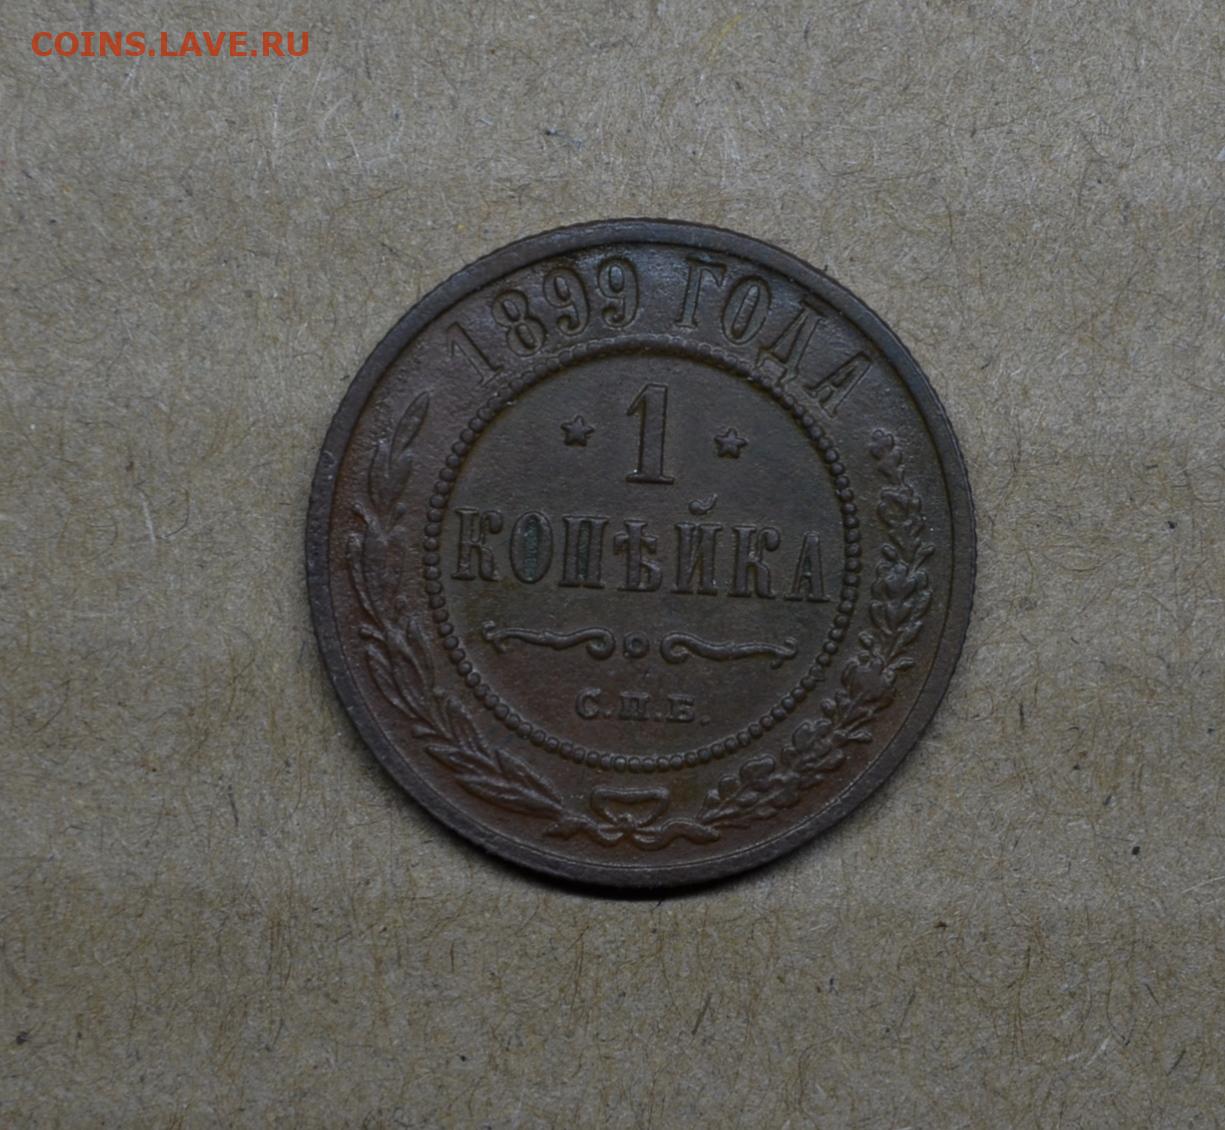 COINS.LAVE.RU
1899 ГОДА
1
КОПѢЙКА
С.П.Б.